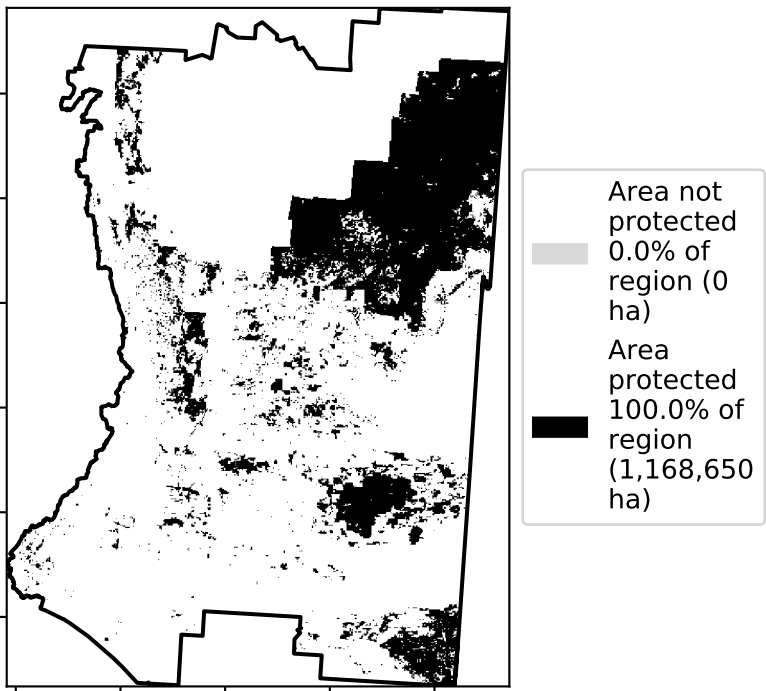 Area not
protected
0.0% of
region (0
ha)
Area
protected
100.0% of
region
(1,168,650
ha)